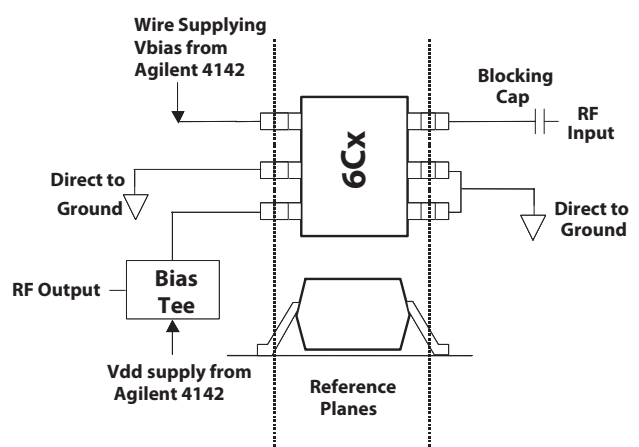 Wire Supplying
Vbias from
Agilent 4142
Blocking
Cap
RF
Input
6Cx
Direct to
Ground
Direct to
Ground
RF Output
Bias
Tee
Vdd supply from
Agilent 4142
Reference
Planes